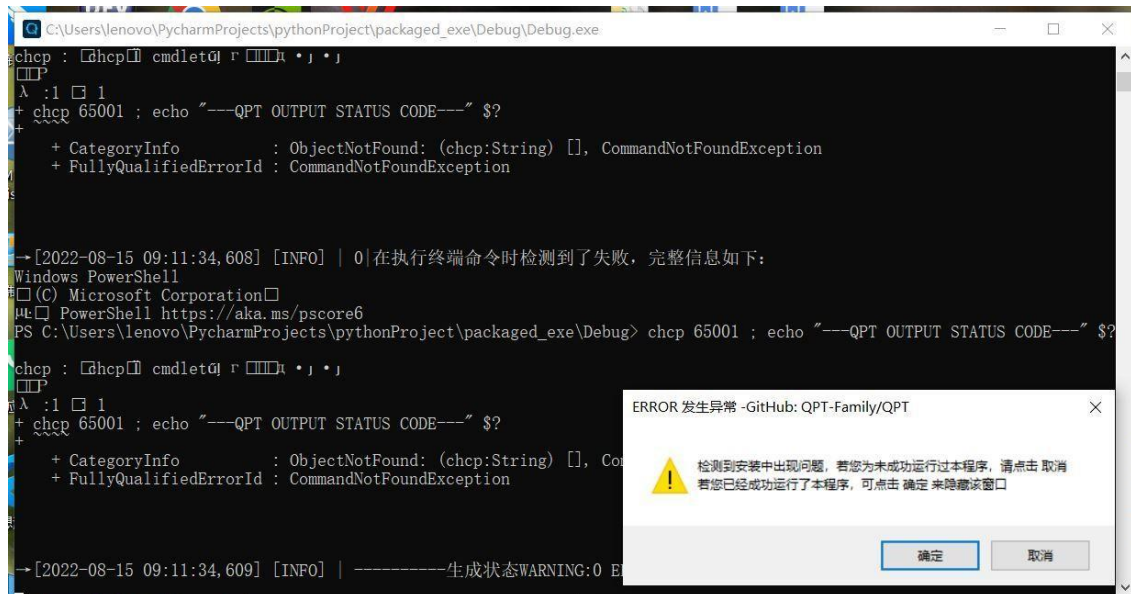 C:\Users\lenovo\PycharmProjects\pythonProject\packaged_exe\Debug\Debug.exe
chcp : cmdlet
λ :1 □ 1
+ chcp 65001 ; echo "---QPT OUTPUT STATUS CODE---" $?
+ ~~~~
+ CategoryInfo : ObjectNotFound: (chcp:String) [], CommandNotFoundException
+ FullyQualifiedErrorId : CommandNotFoundException
→[2022-08-15 09:11:34,608] [INFO] | 0|在执行终端命令时检测到了失败，完整信息如下：
Windows PowerShell
□(C) Microsoft Corporation□
PowerShell https://aka.ms/pscore6
PS C:\Users\lenovo\PycharmProjects\pythonProject\packaged_exe\Debug> chcp 65001 ; echo "---QPT OUTPUT STATUS CODE---" $?
chcp : cmdlet
λ :1 □ 1
+ chcp 65001 ; echo "---QPT OUTPUT STATUS CODE---" $?
+ ~~~~
+ CategoryInfo : ObjectNotFound: (chcp:String) [], Co
+ FullyQualifiedErrorId : CommandNotFoundException
→[2022-08-15 09:11:34,609] [INFO] | ----------生成状态WARNING:0 E
ERROR 发生异常 -GitHub: QPT-Family/QPT
检测到安装中出现问题，若您为未成功运行过本程序，请点击 取消
若您已经成功运行了本程序，可点击 确定 来隐藏该窗口
确定
取消